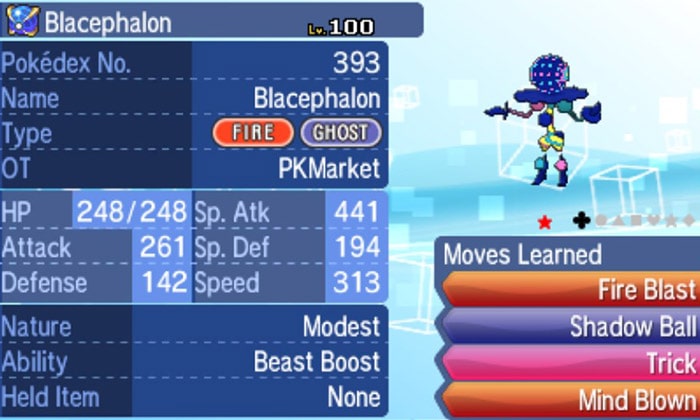 Blacephalon Lv.100
Pokédex No. 393
Name Blacephalon
Type FIRE GHOST
OT PKMarket
HP 248/248 Sp. Atk 441
Attack 261 Sp. Def 194
Defense 142 Speed 313
Nature Modest
Ability Beast Boost
Held Item None
Moves Learned
Fire Blast
Shadow Ball
Trick
Mind Blown